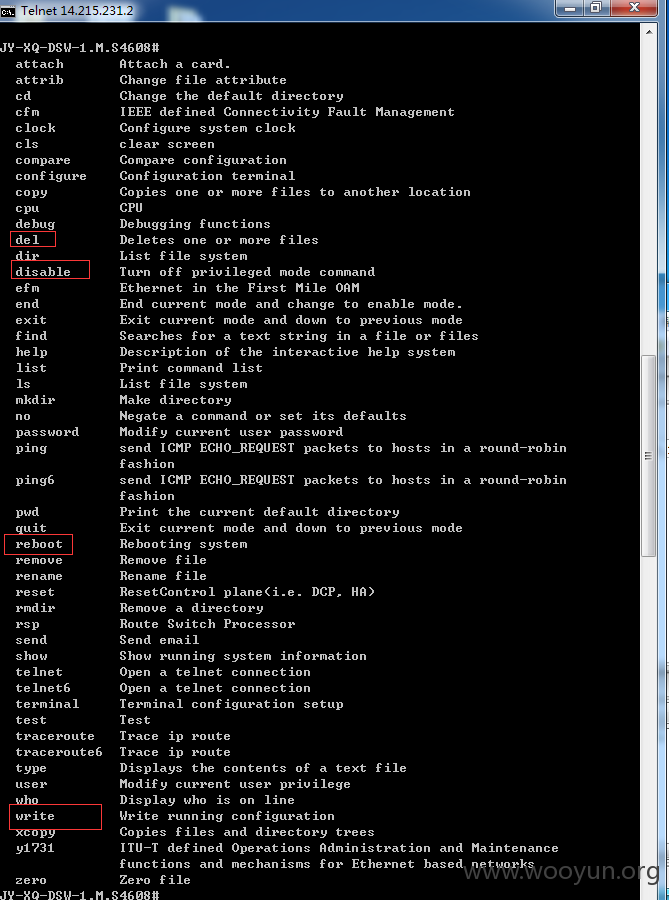 Telnet 14.215.231.2
JY-XQ-DSW-1.M.S4608#
attach Attach a card.
attrib Change file attribute
cd Change the default directory
cfm IEEE defined Connectivity Fault Management
clock Configure system clock
cls clear screen
compare Compare configuration
configure Configuration terminal
copy Copies one or more files to another location
cpu CPU
debug Debugging functions
del Deletes one or more files
dir List file system
disable Turn off privileged mode command
efm Ethernet in the First Mile OAM
end End current mode and change to enable mode.
exit Exit current mode and down to previous mode
find Searches for a text string in a file or files
help Description of the interactive help system
list Print command list
ls List file system
mkdir Make directory
no Negate a command or set its defaults
password Modify current user password
ping send ICMP ECHO_REQUEST packets to hosts in a round-robin
fashion
ping6 send ICMP ECHO_REQUEST packets to hosts in a round-robin
fashion
pwd Print the current default directory
quit Exit current mode and down to previous mode
reboot Rebooting system
remove Remove file
rename Rename file
reset ResetControl plane(i.e. DCP, HA)
rmdir Remove a directory
rsp Route Switch Processor
send Send email
show Show running system information
telnet Open a telnet connection
telnet6 Open a telnet connection
terminal Terminal configuration setup
test Test
traceroute Trace ip route
traceroute6 Trace ip route
type Displays the contents of a text file
user Modify current user privilege
who Display who is on line
write Write running configuration
xcopy Copies files and directory trees
y1731 ITU-T defined Operations Administration and Maintenance
functions and mechanisms for Ethernet based networks
zero Zero file
JY-XQ-DSW-1.M.S4608#
www.wooyun.org